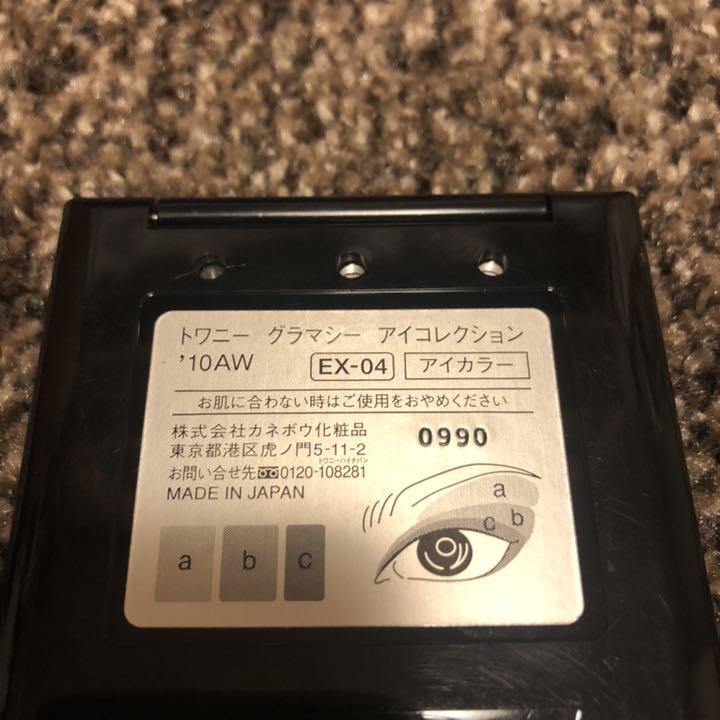 トワニー グラマシー アイコレクション
'10AW EX-04 アイカラー
お肌に合わない時はご使用をおやめください
株式会社カネボウ化粧品 0990
東京都港区虎ノ門5-11-2
トワニーハイチバン
お問い合せ先 0120-108281
MADE IN JAPAN
a
c b
a b c